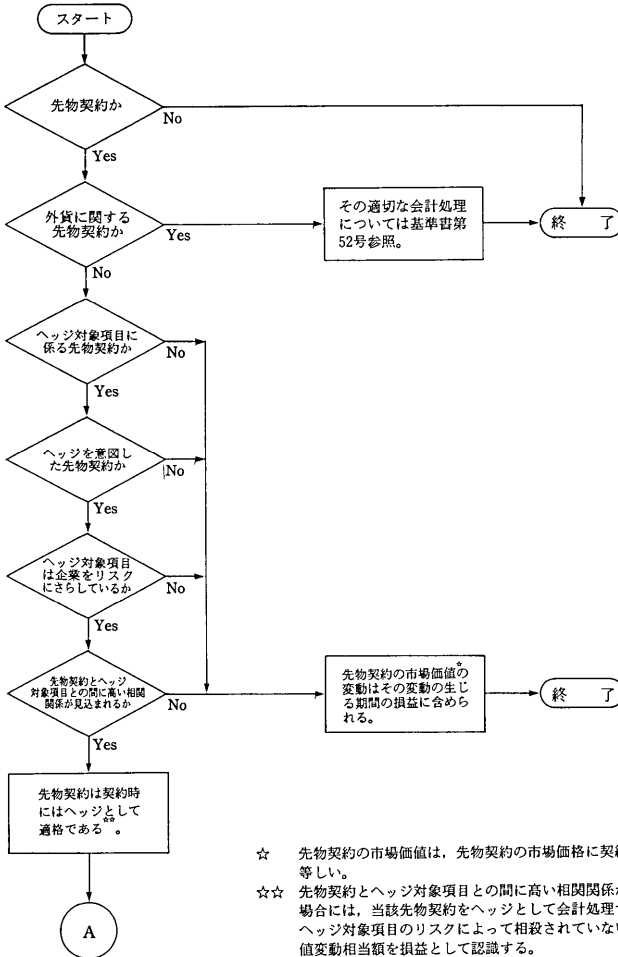 スタート
先物契約か
No
Yes
外貨に関する
先物契約か
Yes
その適切な会計処理
については基準書第
52号参照。
終 了
No
ヘッジ対象項目に
係る先物契約か
No
Yes
ヘッジを意図し
た先物契約か
No
Yes
ヘッジ対象項目
は企業をリスク
にさらしているか
No
Yes
先物契約とヘッジ
対象項目との間に高い相関
関係が見込まれるか
No
先物契約の市場価値☆の
変動はその変動の生じ
る期間の損益に含めら
れる。
終 了
Yes
先物契約は契約時
にはヘッジとして
適格である☆☆。
A
☆ 先物契約の市場価値は，先物契約の市場価格に契約
等しい。
☆☆ 先物契約とヘッジ対象項目との間に高い相関関係が
場合には，当該先物契約をヘッジとして会計処理
ヘッジ対象項目のリスクによって相殺されていない
値変動相当額を損益として認識する。